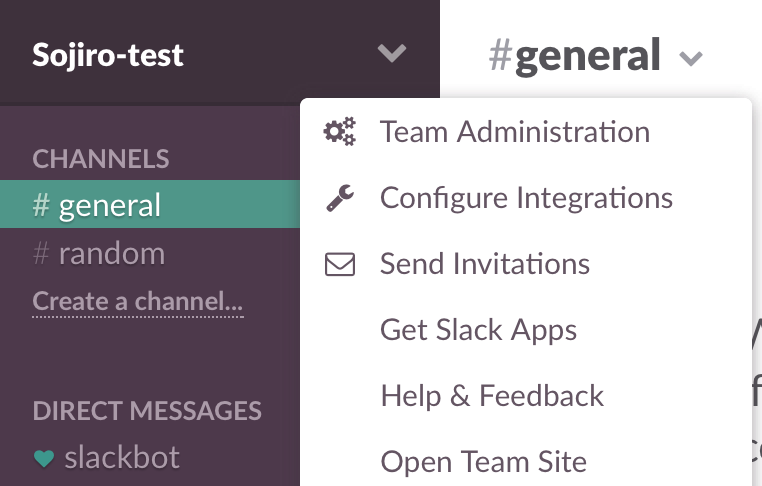 Sojiro-test
#general
CHANNELS
# general
# random
Create a channel...
DIRECT MESSAGES
slackbot
Team Administration
Configure Integrations
Send Invitations
Get Slack Apps
Help & Feedback
Open Team Site